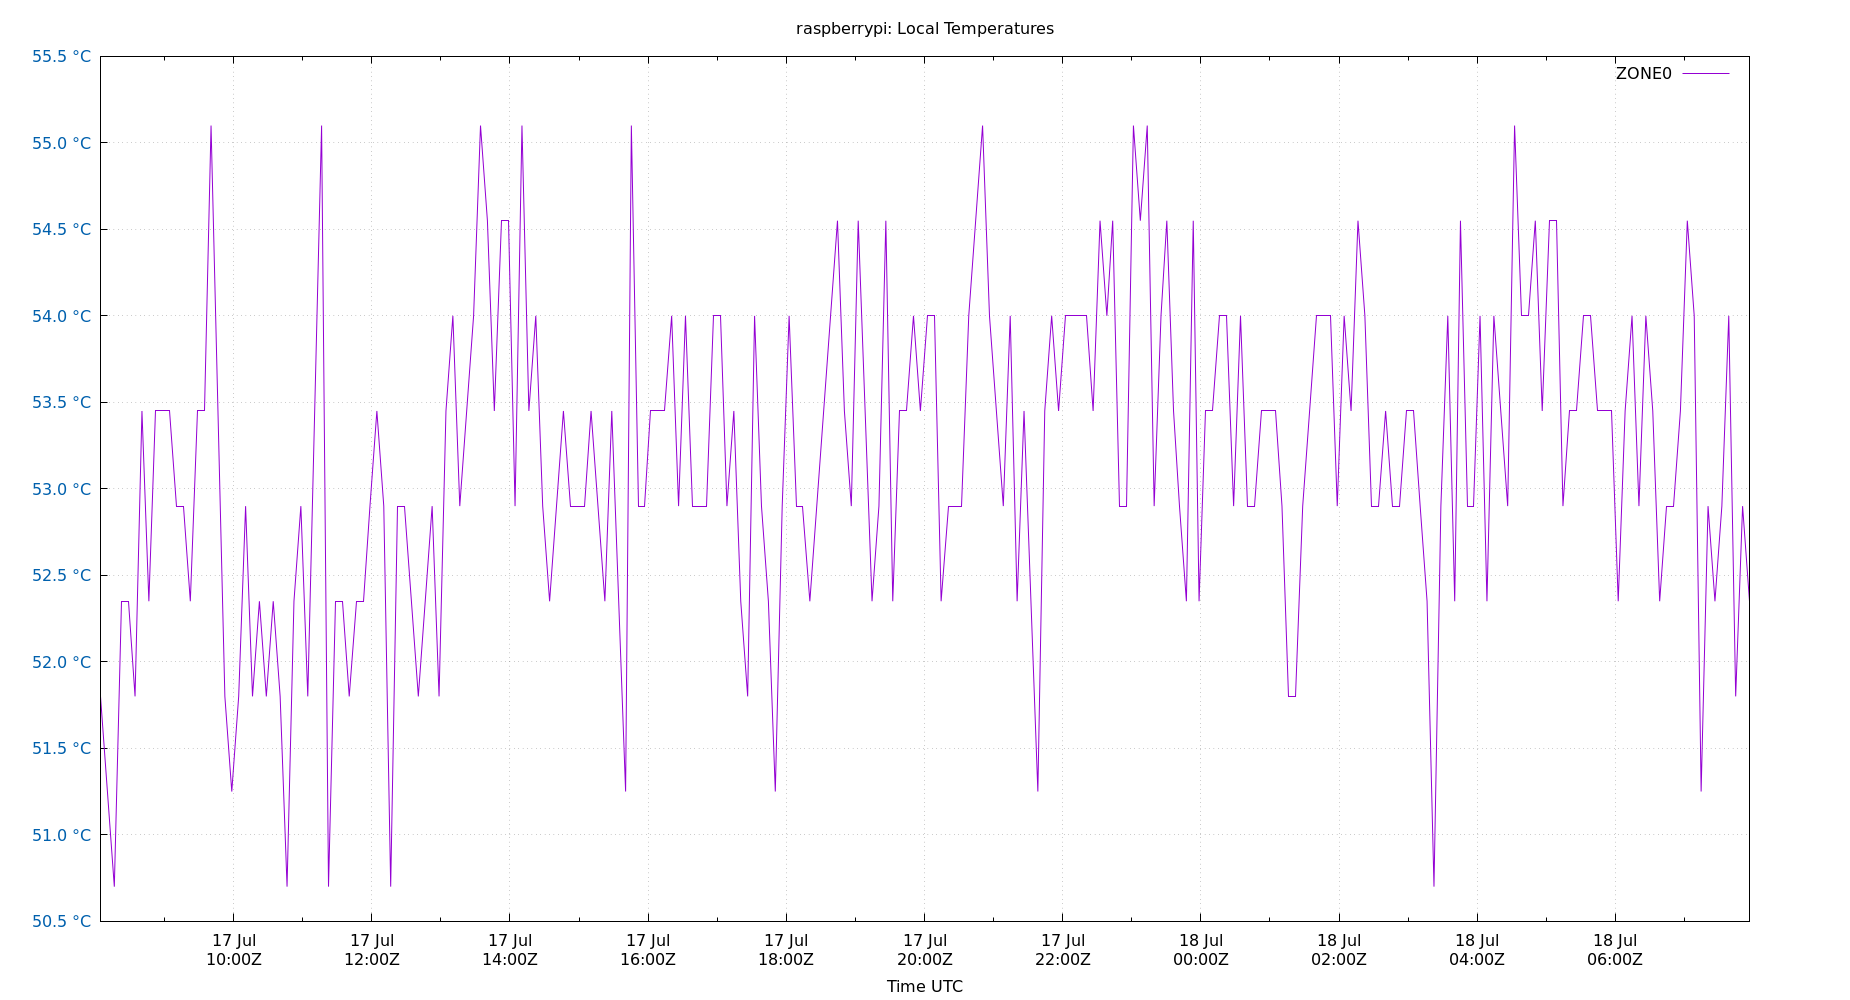 raspberrypi: Local Temperatures
55.5 °C
ZONE0
55.0 °C
54.5 °C
54.0 °C
53.5 °C
53.0 °C
52.5 °C
52.0 °C
51.5 °C
51.0 °C
50.5 °C
17 Jul 17 Jul 17 Jul 17 Jul 17 Jul 17 Jul 17 Jul 18 Jul 18 Jul 18 Jul 18 Jul
10:00Z 12:00Z 14:00Z 16:00Z 18:00Z 20:00Z 22:00Z 00:00Z 02:00Z 04:00Z 06:00Z
Time UTC